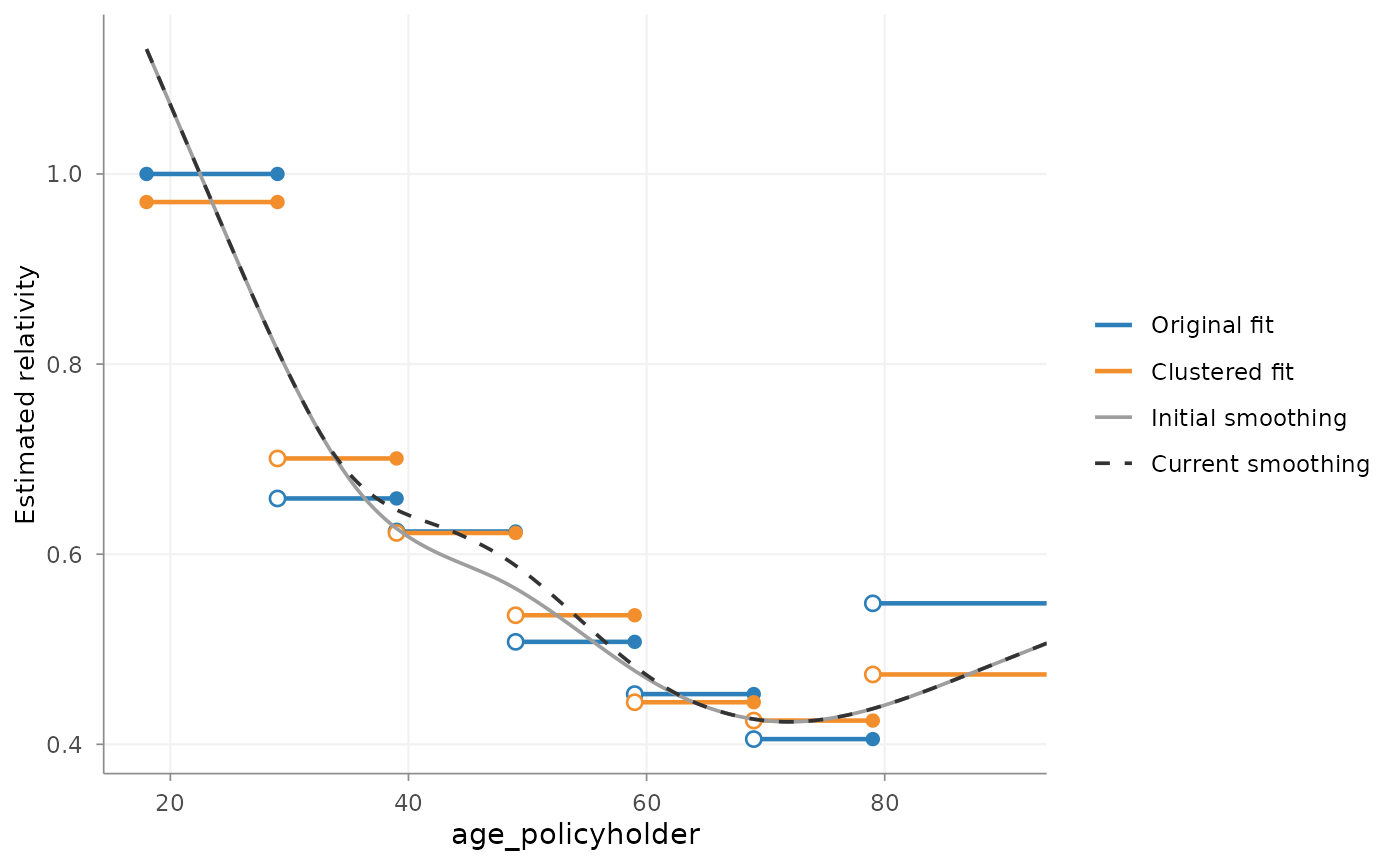 Estimated relativity
1.0
0.8
0.6
0.4
20 40 60 80
age_policyholder
Original fit
Clustered fit
Initial smoothing
Current smoothing